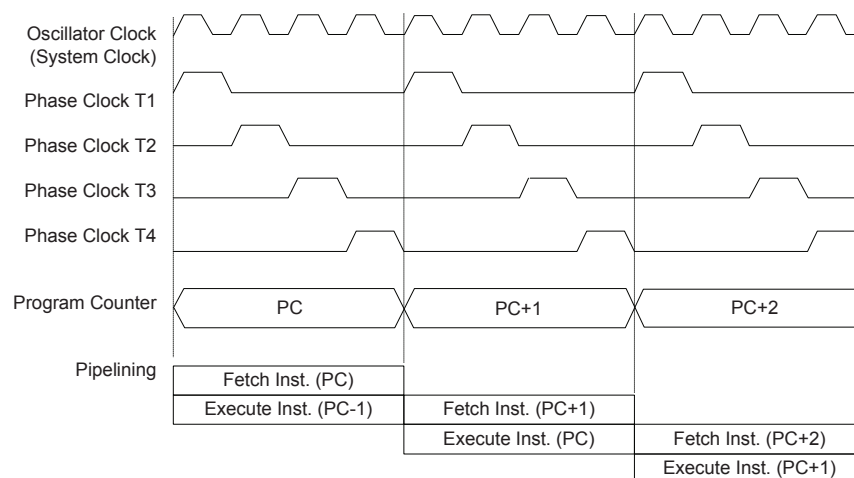 Oscillator Clock
(System Clock)
Phase Clock T1
Phase Clock T2
Phase Clock T3
Phase Clock T4
Program Counter
PC
PC+1
PC+2
Pipelining
Fetch Inst. (PC)
Execute Inst. (PC-1)
Fetch Inst. (PC+1)
Execute Inst. (PC)
Fetch Inst. (PC+2)
Execute Inst. (PC+1)